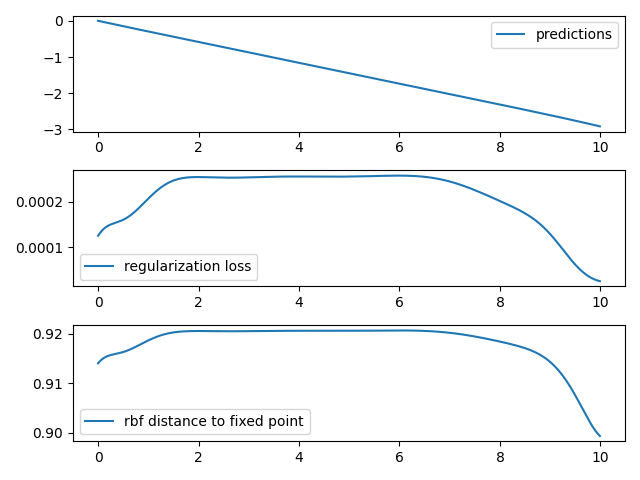 0
−1
−2
−3
predictions
0 2 4 6 8 10
0.0002
0.0001
regularization loss
0 2 4 6 8 10
0.92
0.91
0.90
rbf distance to fixed point
0 2 4 6 8 10